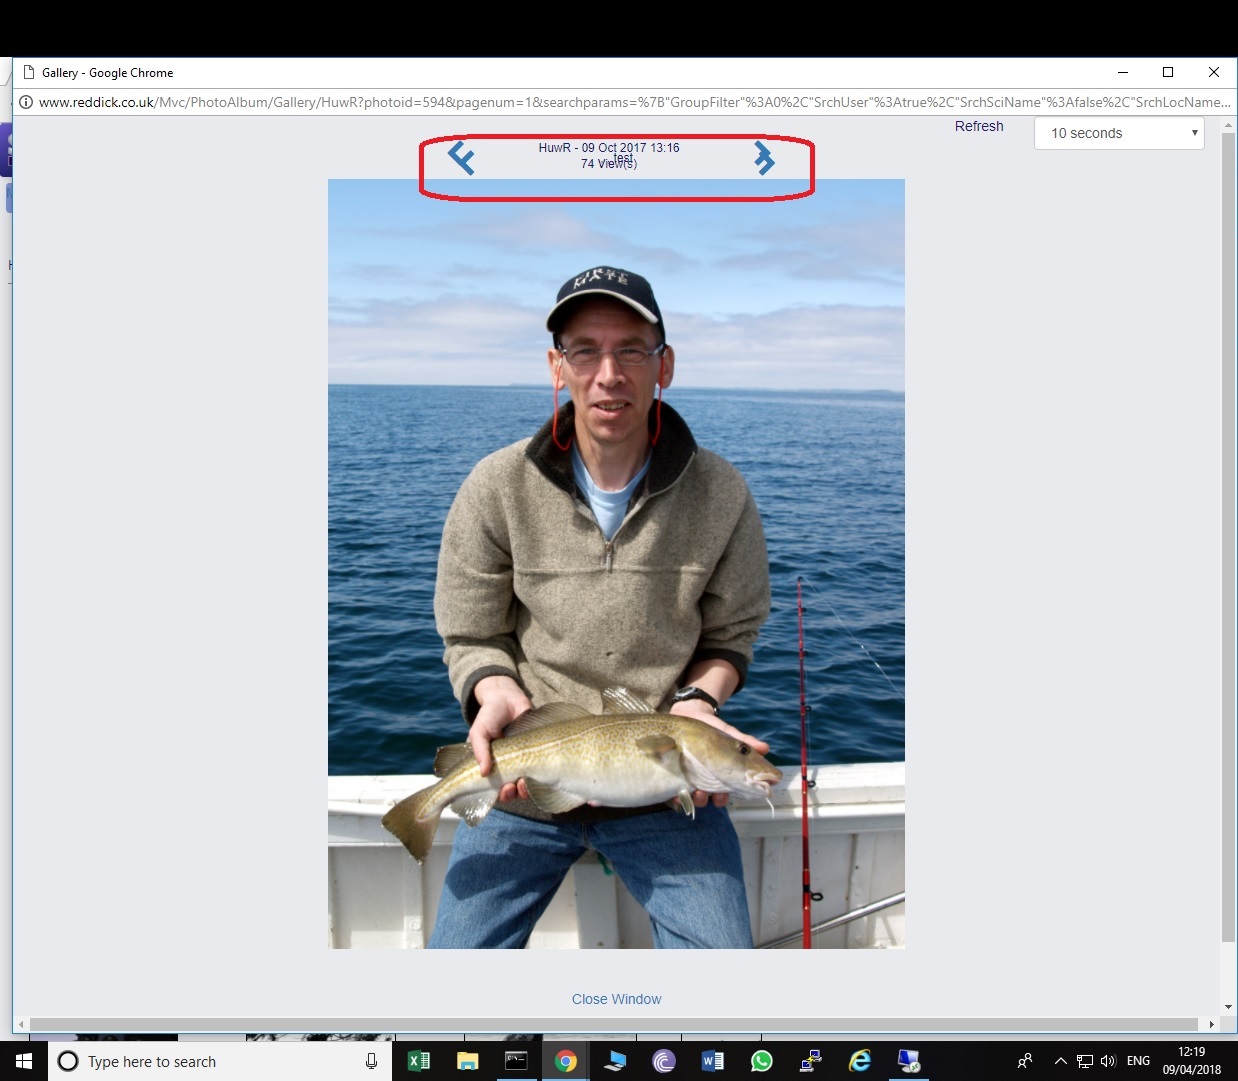 Gallery - Google Chrome
www.reddick.co.uk/Mvc/PhotoAlbum/Gallery/HuwR?photoid=594&pagenum=1&searchparams=%7B"GroupFilter"%3A0%2C"SrchUser"%3Atrue%2C"SrchSciName"%3Afalse%2C"SrchLocName...
Refresh
10 seconds
HuwR - 09 Oct 2017 13:16
test
74 View(s)
FIRST
MATE
Close Window
Type here to search
ENG
12:19
09/04/2018